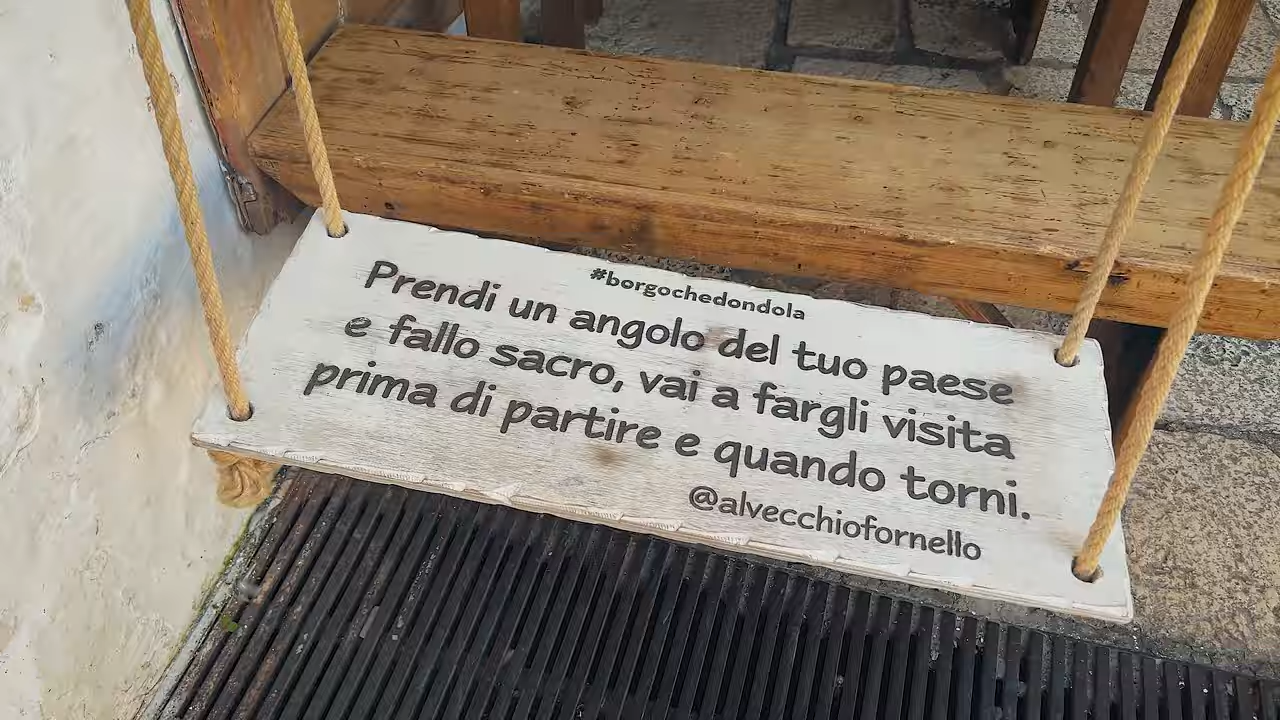 #borgochedondola
Prendi un angolo del tuo paese
e fallo sacro, vai a fargli visita
prima di partire e quando torni.
@alvecchiofornello